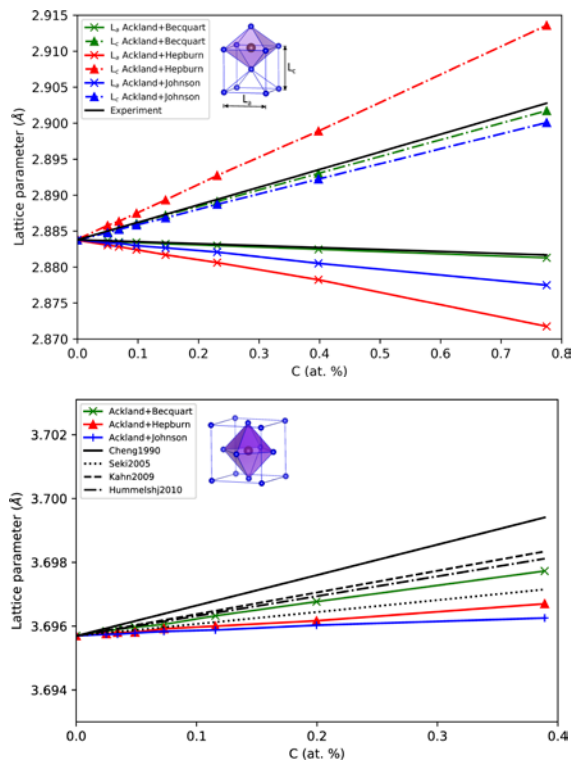 2.915
2.910
2.905
2.900
2.895
2.890
2.885
2.880
2.875
2.870
Lattice parameter (Å)
Lₐ Ackland+Becquart
L꜀ Ackland+Becquart
Lₐ Ackland+Hepburn
L꜀ Ackland+Hepburn
Lₐ Ackland+Johnson
L꜀ Ackland+Johnson
Experiment
L꜀
Lₐ
0.0 0.1 0.2 0.3 0.4 0.5 0.6 0.7 0.8
C (at. %)
3.702
3.700
3.698
3.696
3.694
Lattice parameter (Å)
Ackland+Becquart
Ackland+Hepburn
Ackland+Johnson
Cheng1990
Seki2005
Kahn2009
Hummelshj2010
0.0 0.1 0.2 0.3 0.4
C (at. %)